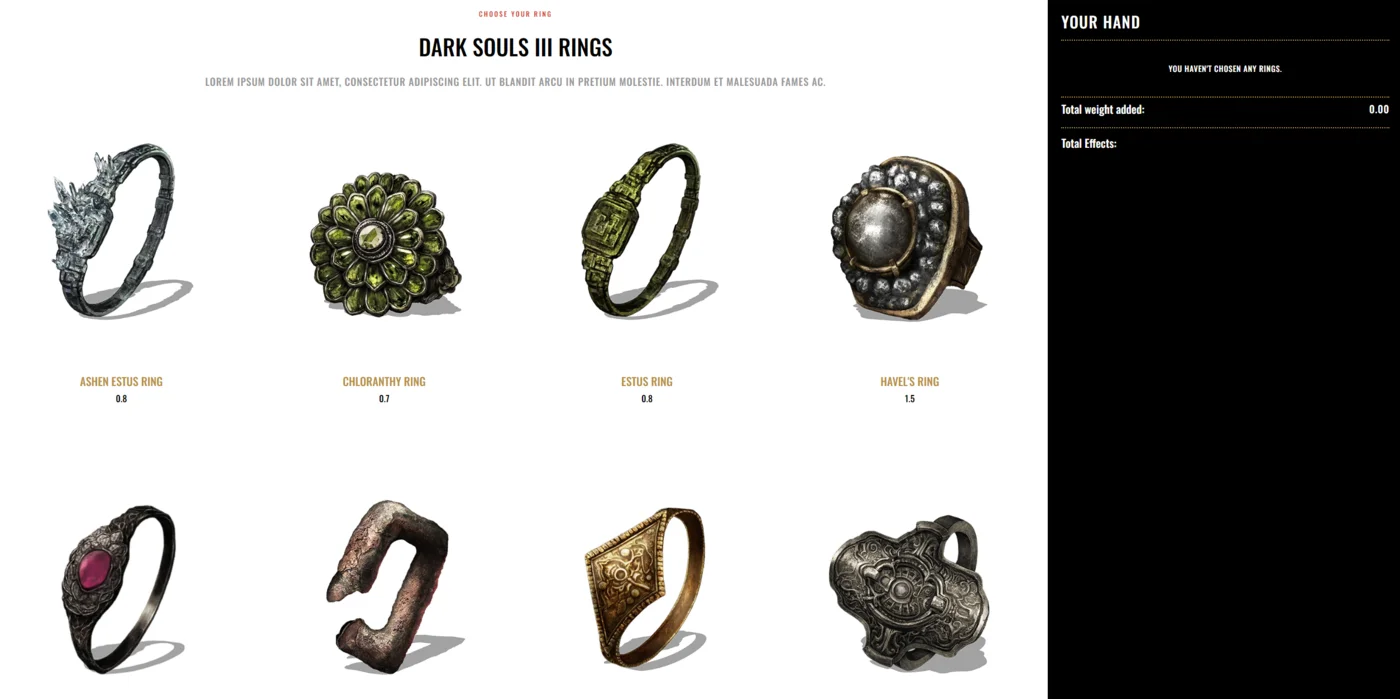 CHOOSE YOUR RING
DARK SOULS III RINGS
LOREM IPSUM DOLOR SIT AMET, CONSECTETUR ADIPISCING ELIT. UT BLANDIT ARCU IN PRETIUM MOLESTIE. INTERDUM ET MALESUADA FAMES AC.
ASHEN ESTUS RING
0.8
CHLORANTHY RING
0.7
ESTUS RING
0.8
HAVEL'S RING
1.5
YOUR HAND
YOU HAVEN'T CHOSEN ANY RINGS.
Total weight added: 0.00
Total Effects: